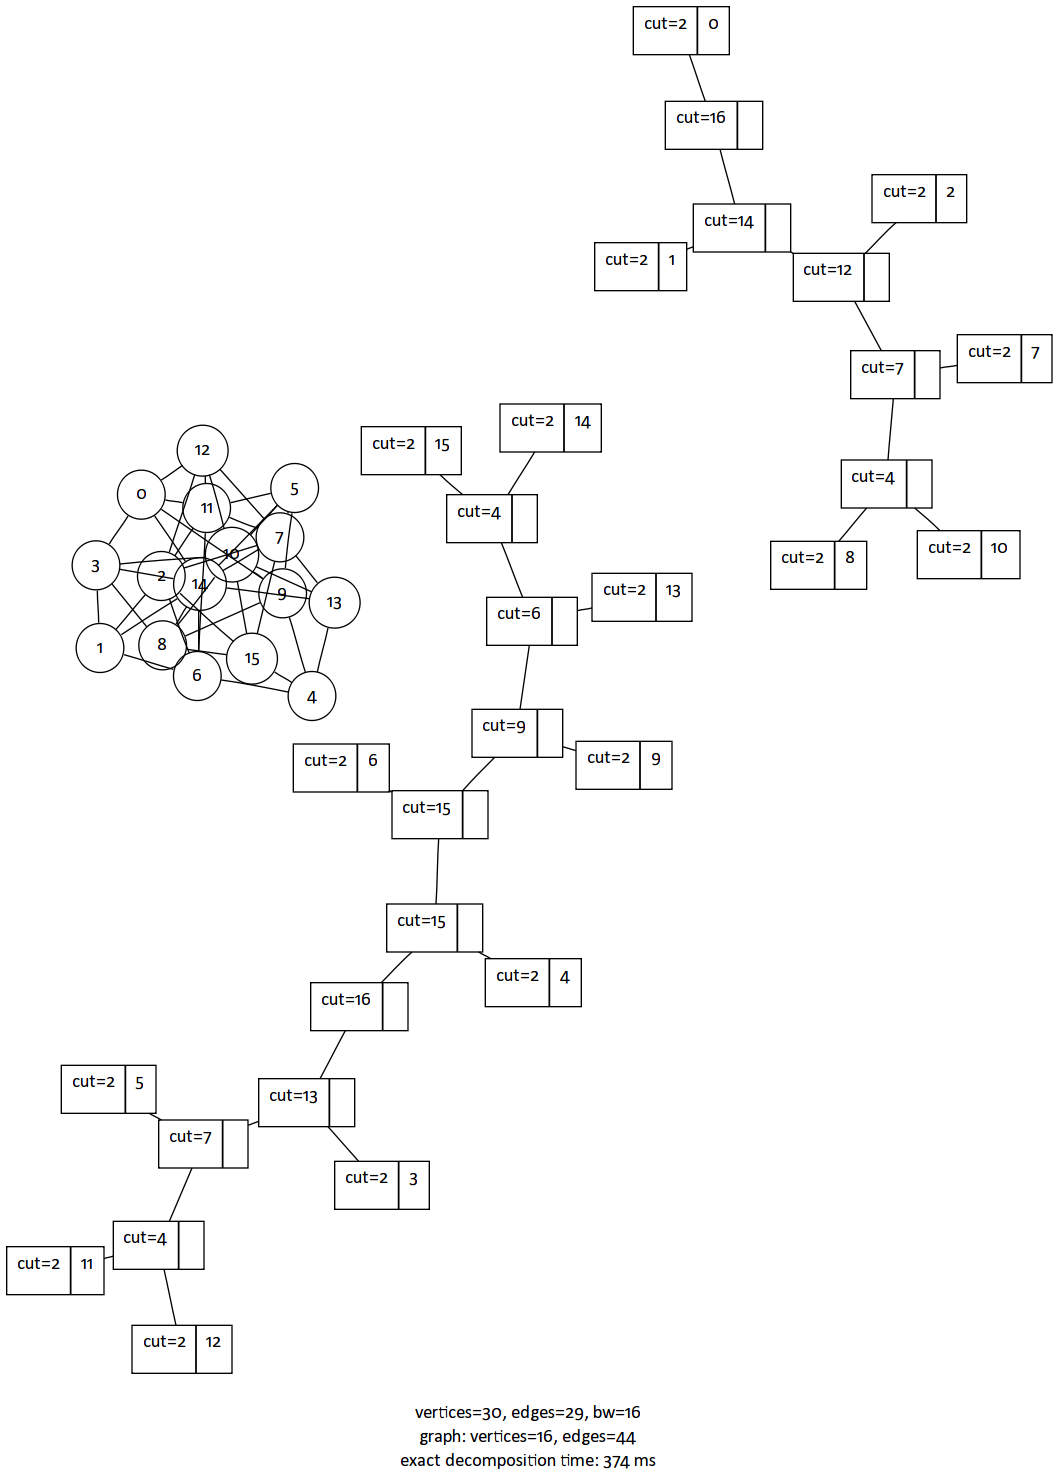 cut=2 0
cut=16
cut=2 2
cut=14
cut=2 1
cut=12
cut=2 7
cut=7
cut=2 14
cut=2 15
12
cut=4
5
0
cut=4
11
7
cut=2 10
10
cut=2 8
3
2
14
cut=2 13
9
13
cut=6
1
8
15
6
4
cut=9
cut=2 6
cut=2 9
cut=15
cut=15
cut=2 4
cut=16
cut=2 5
cut=13
cut=7
cut=2 3
cut=4
cut=2 11
cut=2 12
vertices=30, edges=29, bw=16
graph: vertices=16, edges=44
exact decomposition time: 374 ms